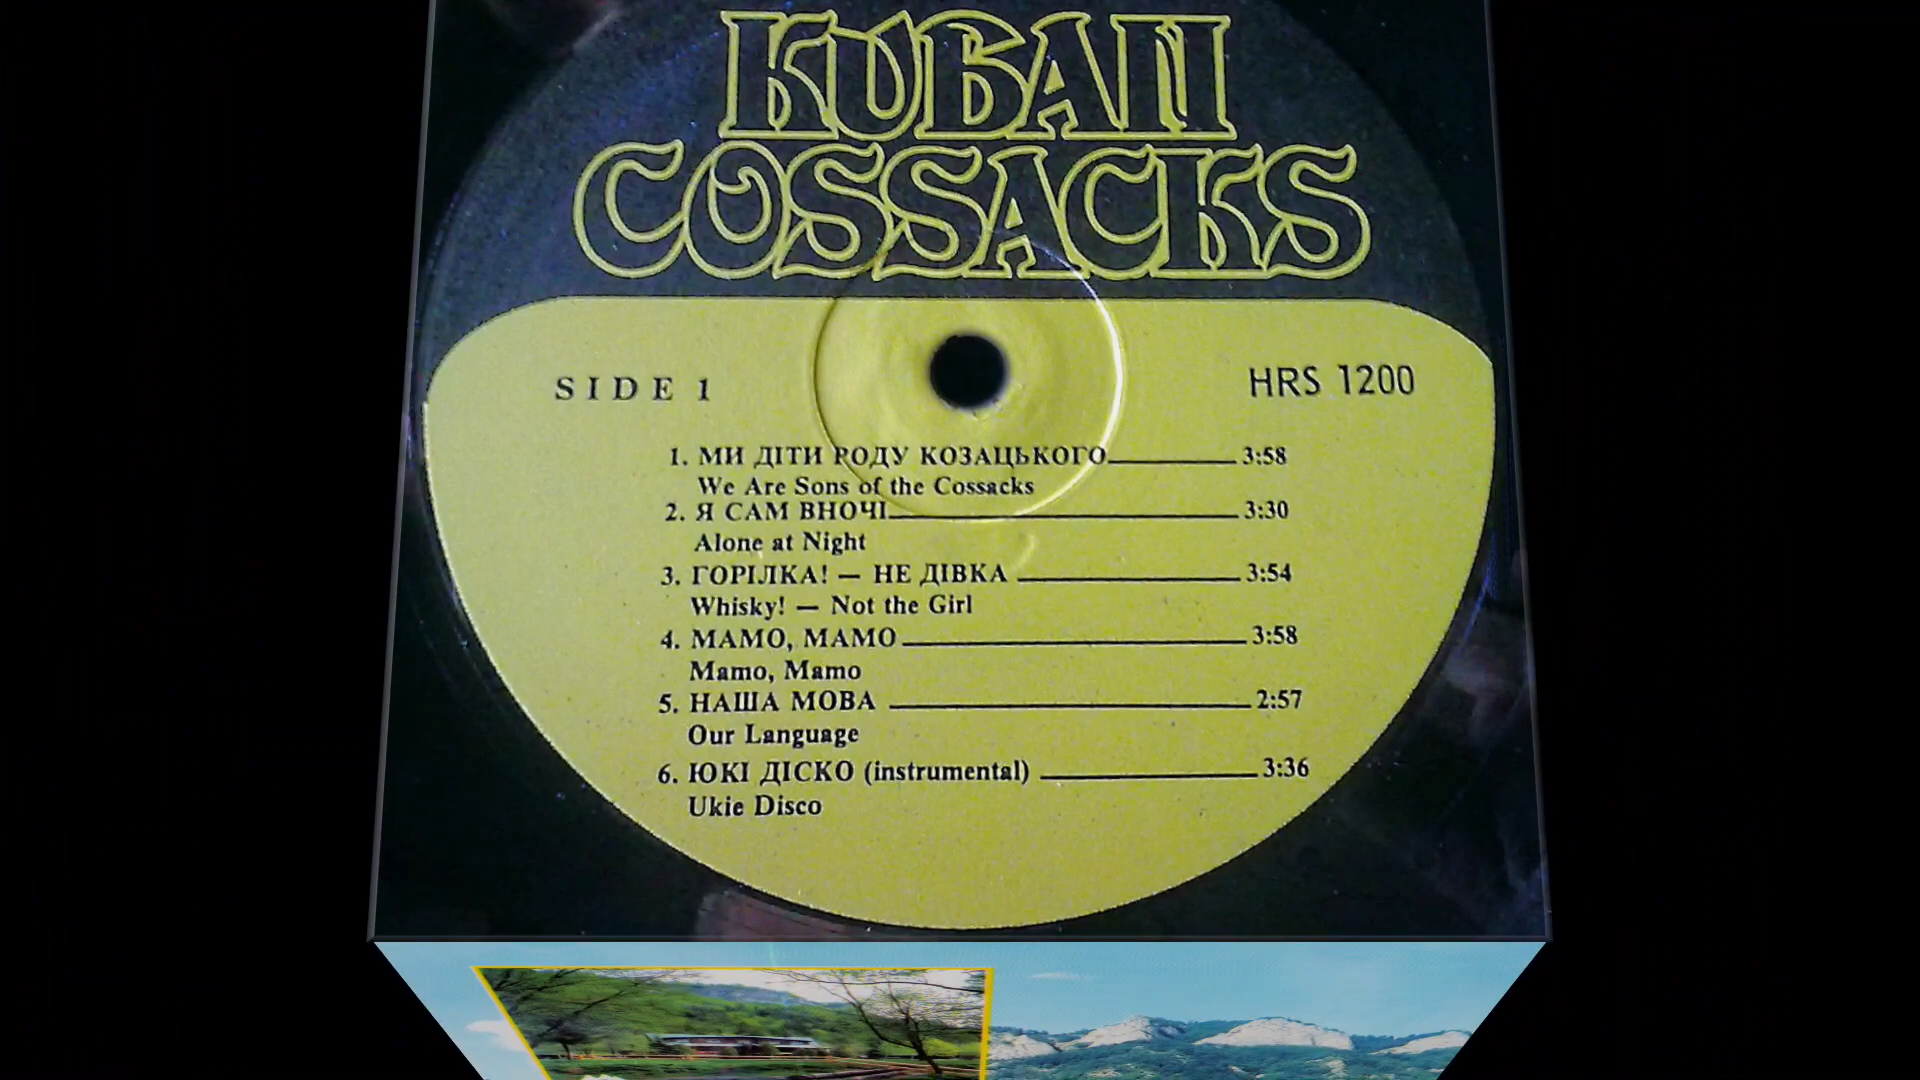 KUBAN
COSSACKS
SIDE 1
HRS 1200
1. МИ ДІТИ РОДУ КОЗАЦЬКОГО 3:58
We Are Sons of the Cossacks
2. Я САМ ВНОЧІ 3:30
Alone at Night
3. ГОРІЛКА! — НЕ ДІВКА 3:54
Whisky! — Not the Girl
4. МАМО, МАМО 3:58
Mamo, Mamo
5. НАША МОВА 2:57
Our Language
6. ЮКІ ДІСКО (instrumental) 3:36
Ukie Disco